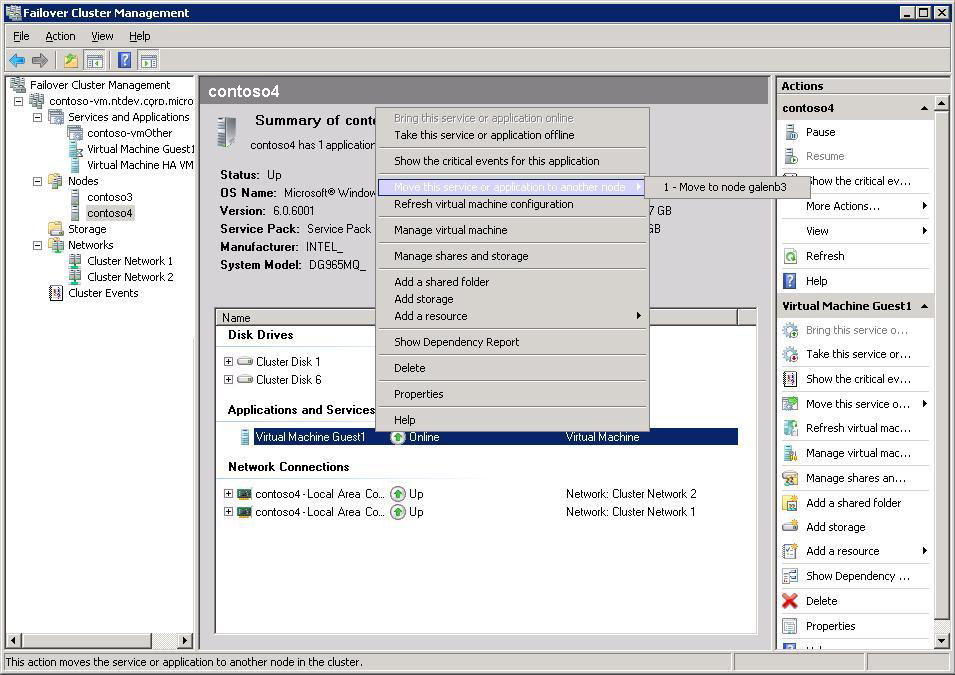 Failover Cluster Management
File Action View Help
Failover Cluster Management
contoso-vm.ntdev.corp.micro
Services and Applications
contoso-vmOther
Virtual Machine Guest1
Virtual Machine HA VM
Nodes
contoso3
contoso4
Storage
Networks
Cluster Network 1
Cluster Network 2
Cluster Events
contoso4
Summary of cont
contoso4 has 1 application
Status: Up
OS Name: Microsoft® Window
Version: 6.0.6001
Service Pack: Service Pack
Manufacturer: INTEL_
System Model: DG965MQ_
7 GB
GB
Name
Disk Drives
Cluster Disk 1
Cluster Disk 6
Applications and Services
Virtual Machine Guest1 Online Virtual Machine
Network Connections
contoso4 - Local Area Co... Up Network: Cluster Network 2
contoso4 - Local Area Co... Up Network: Cluster Network 1
Bring this service or application online
Take this service or application offline
Show the critical events for this application
Move this service or application to another node
1 - Move to node galenb3
Refresh virtual machine configuration
Manage virtual machine
Manage shares and storage
Add a shared folder
Add storage
Add a resource
Show Dependency Report
Delete
Properties
Help
Actions
contoso4
Pause
Resume
Show the critical ev...
More Actions...
View
Refresh
Help
Virtual Machine Guest1
Bring this service o...
Take this service or...
Show the critical ev...
Move this service o...
Refresh virtual mac...
Manage virtual mac...
Manage shares an...
Add a shared folder
Add storage
Add a resource
Show Dependency ...
Delete
Properties
This action moves the service or application to another node in the cluster.